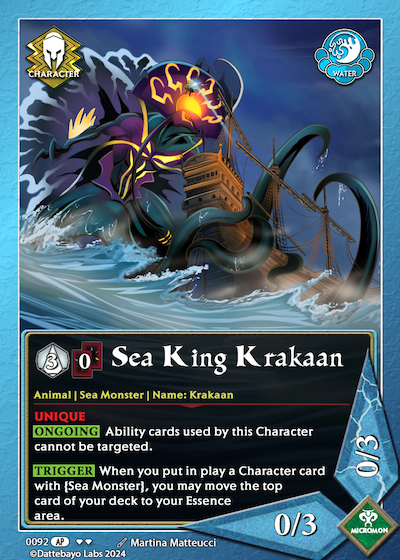 CHARACTER
WATER
3 0 Sea King Krakaan
Animal | Sea Monster | Name: Krakaan
UNIQUE
ONGOING Ability cards used by this Character
cannot be targeted.
TRIGGER When you put in play a Character card
with [Sea Monster], you may move the top
card of your deck to your Essence
area.
0/3
0/3
MICROMON
0092 AP ♥♥ Martina Matteucci
©Dattebayo Labs 2024